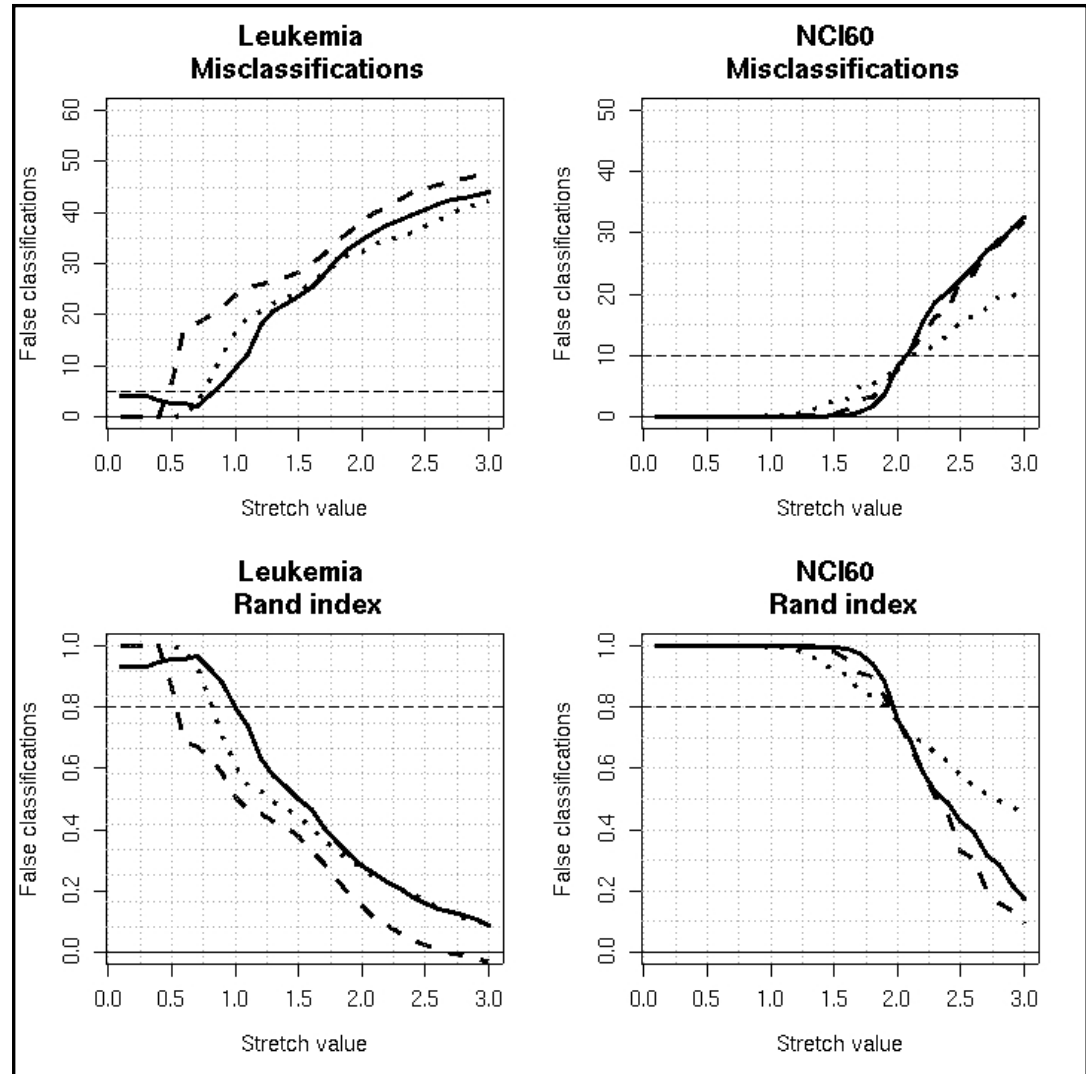 Leukemia
Misclassifications
NCI60
Misclassifications
False classifications
0 10 20 30 40 50 60
0.0 0.5 1.0 1.5 2.0 2.5 3.0
Stretch value
False classifications
0 10 20 30 40 50
0.0 0.5 1.0 1.5 2.0 2.5 3.0
Stretch value
Leukemia
Rand index
NCI60
Rand index
False classifications
0.0 0.2 0.4 0.6 0.8 1.0
0.0 0.5 1.0 1.5 2.0 2.5 3.0
Stretch value
False classifications
0.0 0.2 0.4 0.6 0.8 1.0
0.0 0.5 1.0 1.5 2.0 2.5 3.0
Stretch value